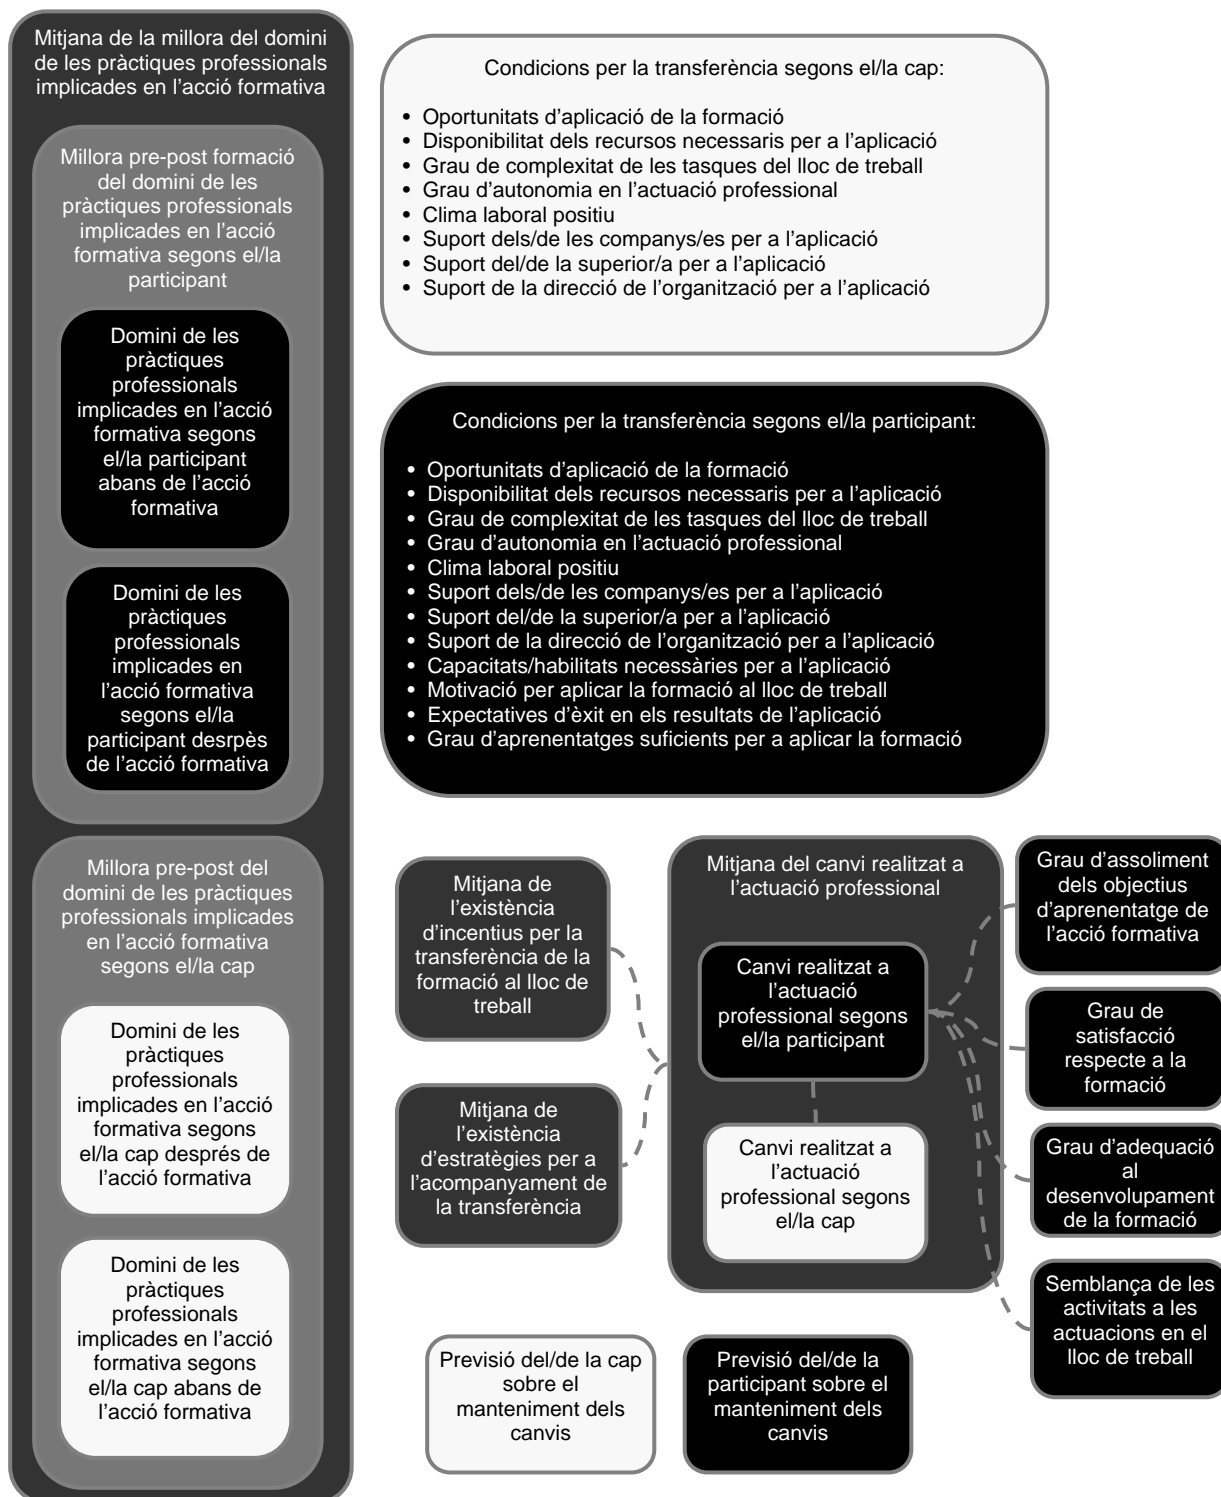 Mitjana de la millora del domini
de les pràctiques professionals
implicades en l’acció formativa
Millora pre-post formació
del domini de les
pràctiques professionals
implicades en l’acció
formativa segons el/la
participant
Domini de les
pràctiques
professionals
implicades en l’acció
formativa segons
el/la participant
abans de l’acció
formativa
Domini de les
pràctiques
professionals
implicades en
l’acció formativa
segons el/la
participant desrpès
de l’acció formativa
Millora pre-post del
domini de les pràctiques
professionals implicades
en l’acció formativa
segons el/la cap
Domini de les
pràctiques
professionals
implicades en l’acció
formativa segons
el/la cap després de
l’acció formativa
Domini de les
pràctiques
professionals
implicades en l’acció
formativa segons
el/la cap abans de
l’acció formativa
Condicions per la transferència segons el/la cap:
• Oportunitats d’aplicació de la formació
• Disponibilitat dels recursos necessaris per a l’aplicació
• Grau de complexitat de les tasques del lloc de treball
• Grau d’autonomia en l’actuació professional
• Clima laboral positiu
• Suport dels/de les companys/es per a l’aplicació
• Suport del/de la superior/a per a l’aplicació
• Suport de la direcció de l’organització per a l’aplicació
Condicions per la transferència segons el/la participant:
• Oportunitats d’aplicació de la formació
• Disponibilitat dels recursos necessaris per a l’aplicació
• Grau de complexitat de les tasques del lloc de treball
• Grau d’autonomia en l’actuació professional
• Clima laboral positiu
• Suport dels/de les companys/es per a l’aplicació
• Suport del/de la superior/a per a l’aplicació
• Suport de la direcció de l’organització per a l’aplicació
• Capacitats/habilitats necessàries per a l’aplicació
• Motivació per aplicar la formació al lloc de treball
• Expectatives d’èxit en els resultats de l’aplicació
• Grau d’aprenentatges suficients per a aplicar la formació
Mitjana de
l’existència
d’incentius per la
transferència de la
formació al lloc de
treball
Mitjana de
l’existència
d’estratègies per a
l’acompanyament de
la transferència
Mitjana del canvi realitzat a
l’actuació professional
Canvi realitzat a
l’actuació
professional segons
el/la participant
Canvi realitzat a
l’actuació
professional segons
el/la cap
Grau d’assoliment
dels objectius
d’aprenentatge de
l’acció formativa
Grau de
satisfacció
respecte a la
formació
Grau d’adequació
al
desenvolupament
de la formació
Semblança de les
activitats a les
actuacions en el
lloc de treball
Previsió del/de la cap
sobre el
manteniment dels
canvis
Previsió del/de la
participant sobre el
manteniment dels
canvis